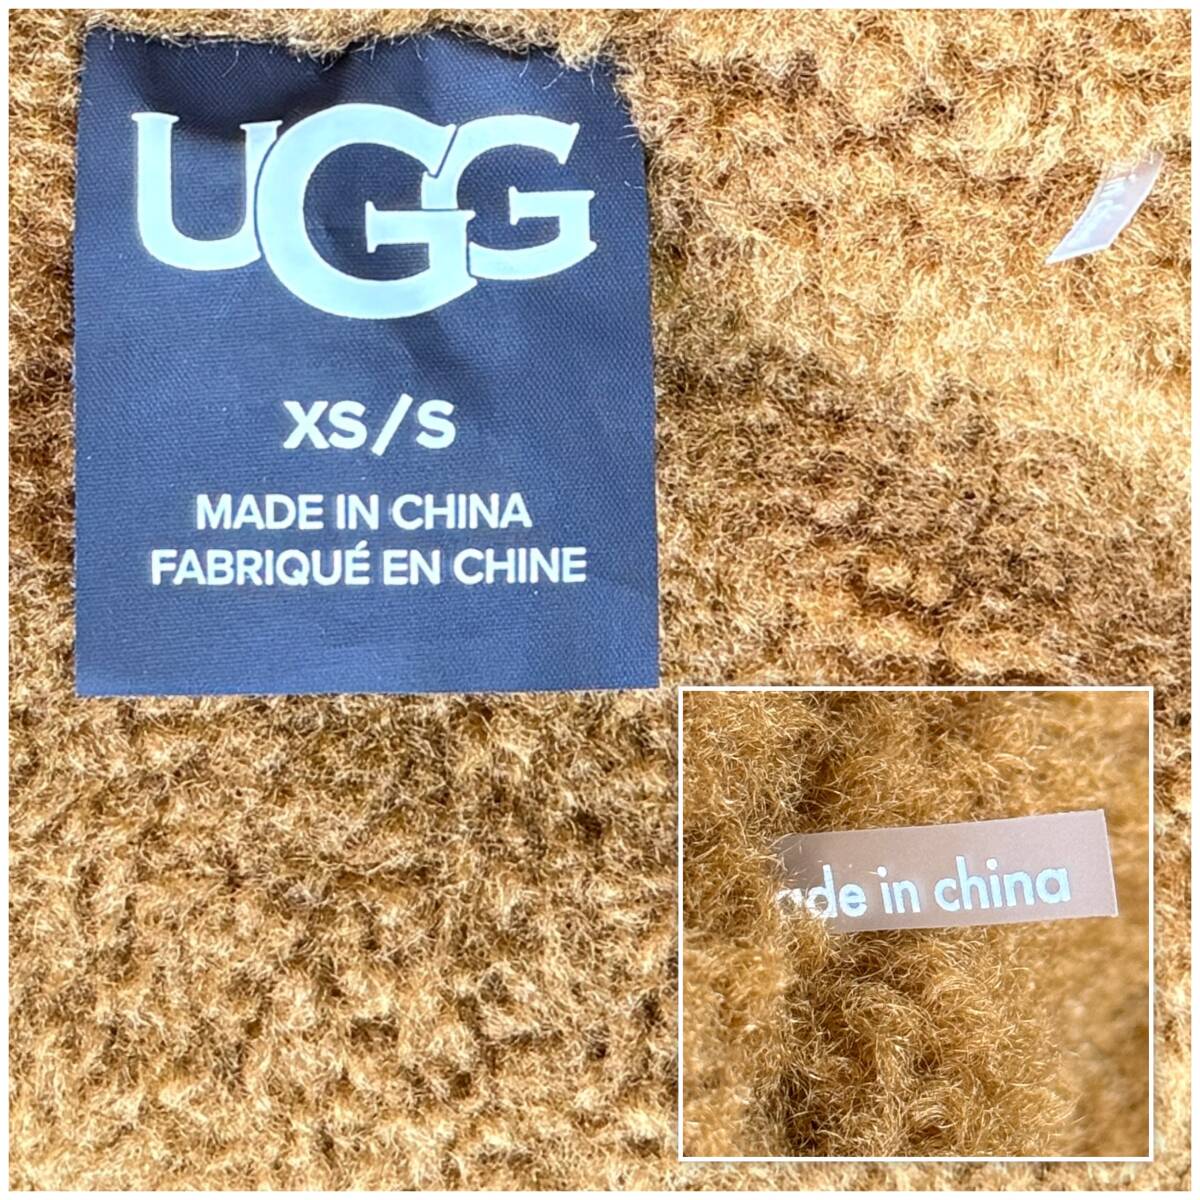 UGG
XS/S
MADE IN CHINA
FABRIQUÉ EN CHINE
ade in china